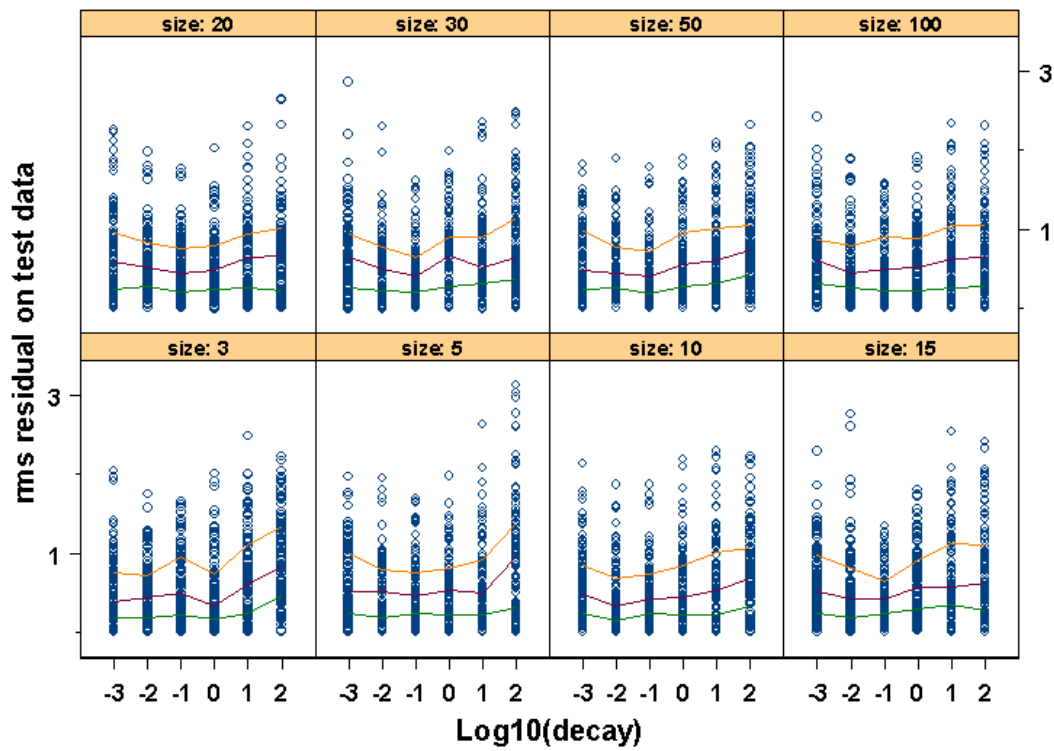 size: 20 size: 30 size: 50 size: 100
3
1
size: 3 size: 5 size: 10 size: 15
3
1
rms residual on test data
-3 -2 -1 0 1 2 -3 -2 -1 0 1 2 -3 -2 -1 0 1 2 -3 -2 -1 0 1 2
Log10(decay)